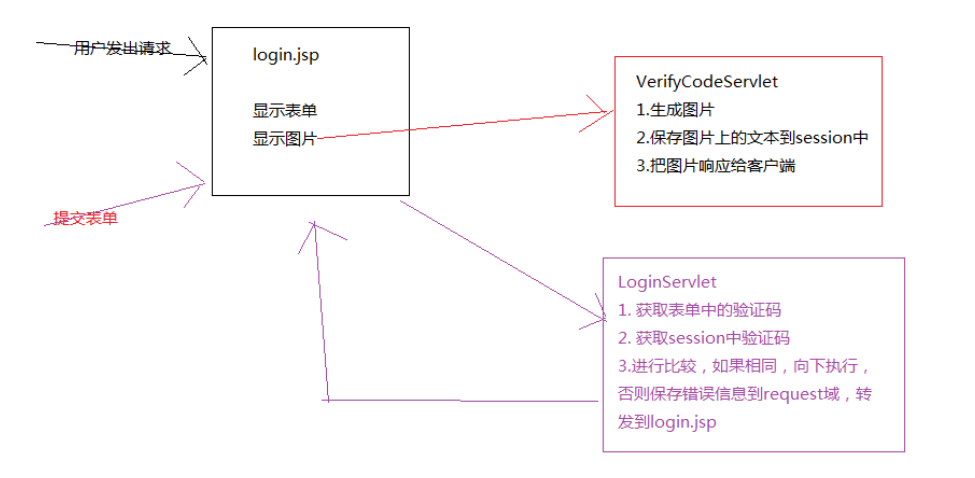 用户发出请求
login.jsp
显示表单
显示图片
VerifyCodeServlet
1.生成图片
2.保存图片上的文本到session中
3.把图片响应给客户端
提交表单
LoginServlet
1. 获取表单中的验证码
2. 获取session中验证码
3.进行比较，如果相同，向下执行，
否则保存错误信息到request域，转
发到login.jsp